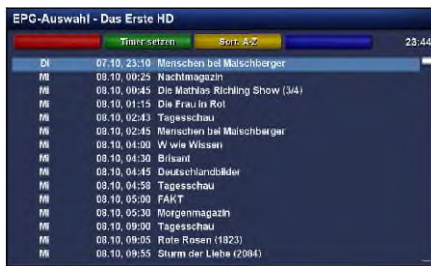 EPG-Auswahl - Das Erste HD
Timer setzen Sort. A-Z 23:44
Di 07.10, 23:10 Menschen bei Maischberger
Mi 08.10, 00:25 Nachtmagazin
Mi 08.10, 00:45 Die Mathias Richling Show (3/4)
Mi 08.10, 01:15 Die Frau in Rot
Mi 08.10, 02:43 Tagesschau
Mi 08.10, 02:45 Menschen bei Maischberger
Mi 08.10, 04:00 W wie Wissen
Mi 08.10, 04:30 Brisant
Mi 08.10, 04:45 Deutschlandbilder
Mi 08.10, 04:58 Tagesschau
Mi 08.10, 05:00 FAKT
Mi 08.10, 05:30 Morgenmagazin
Mi 08.10, 09:00 Tagesschau
Mi 08.10, 09:05 Rote Rosen (1823)
Mi 08.10, 09:55 Sturm der Liebe (2084)